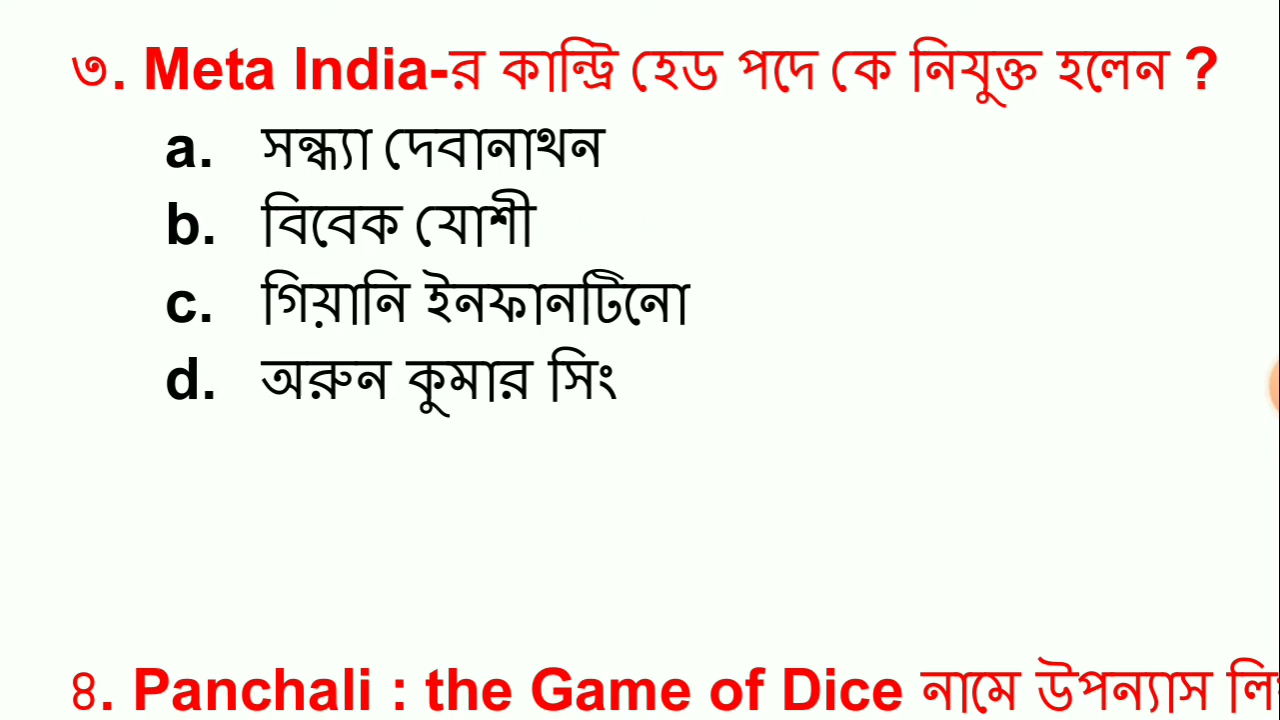 ৩. Meta India-র কান্ট্রি হেড পদে কে নিযুক্ত হলেন ?
a. সন্ধ্যা দেবানাথন
b. বিবেক যোশী
c. গিয়ানি ইনফানটিনো
d. অরুন কুমার সিং
৪. Panchali : the Game of Dice নামে উপন্যাস